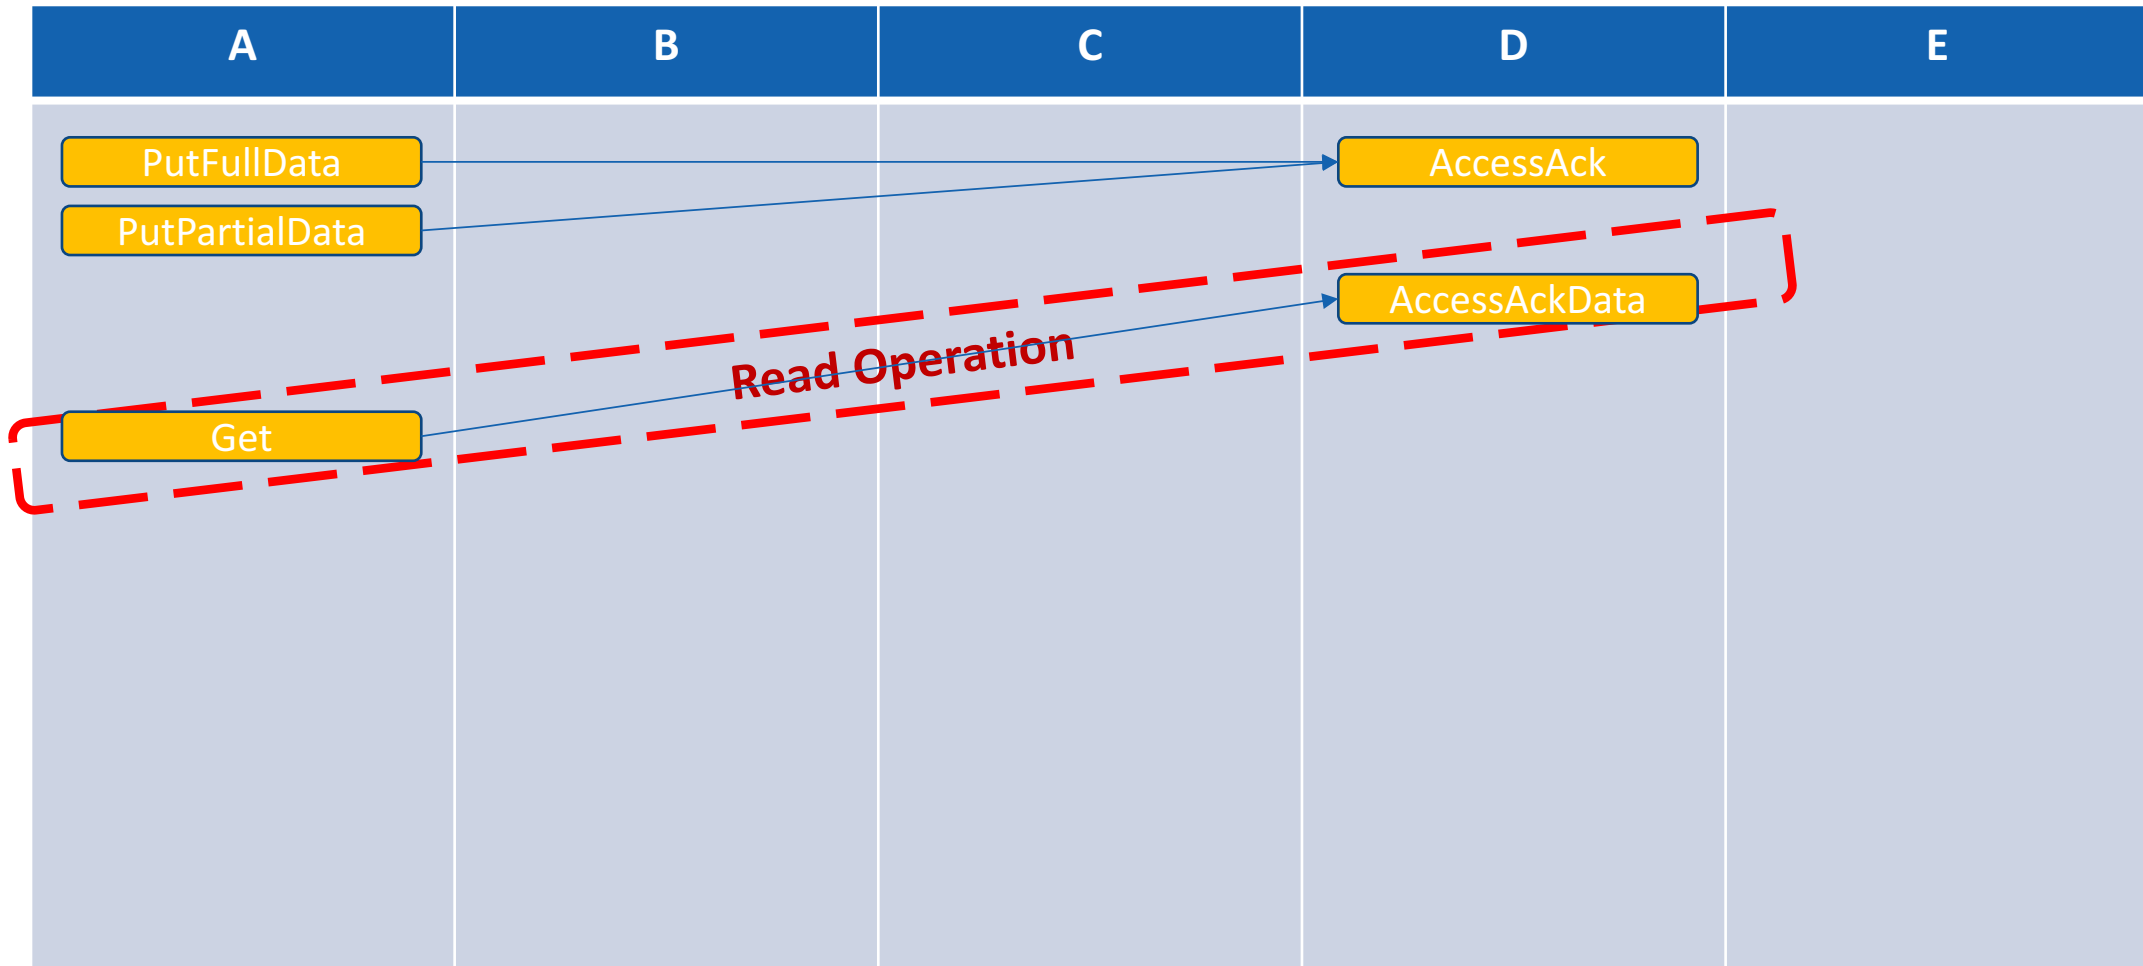 A B C D E
PutFullData AccessAck
PutPartialData
AccessAckData
Read Operation
Get